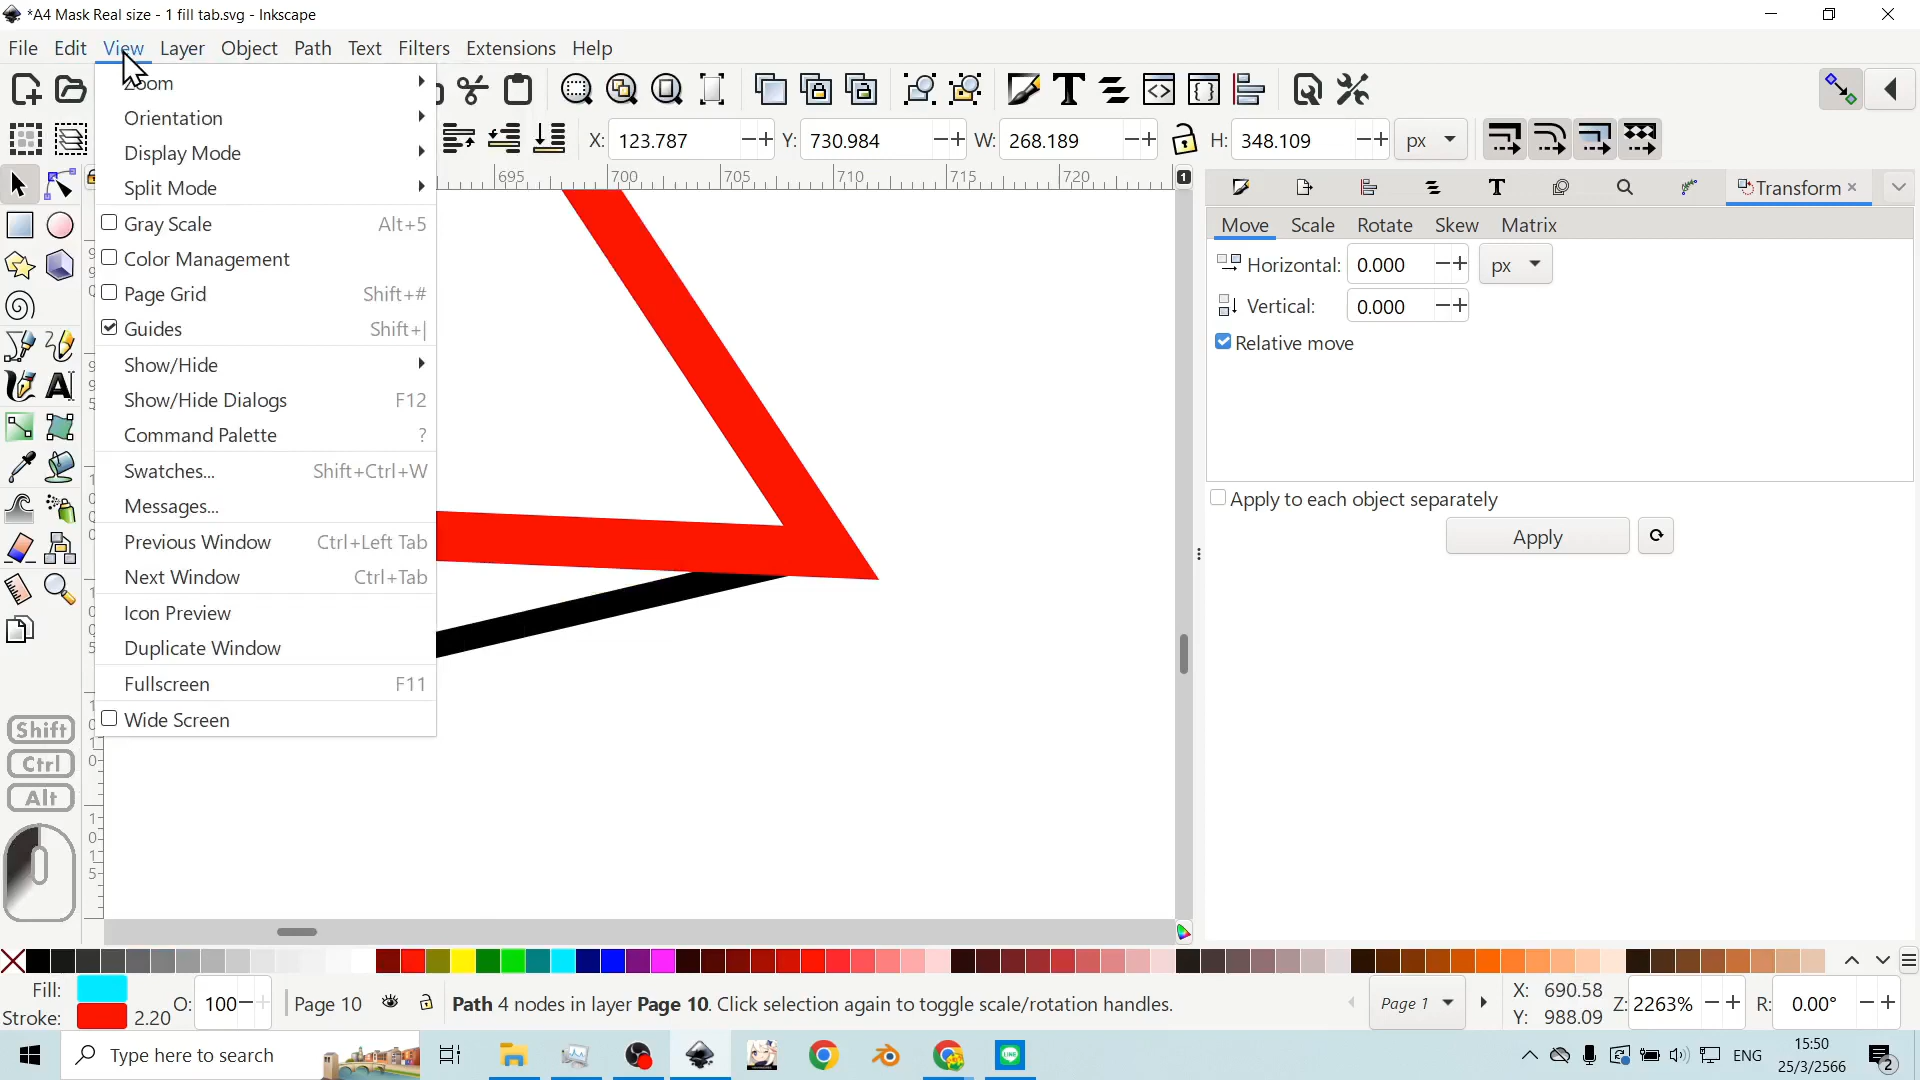 *A4 Mask Real size - 1 fill tab.svg - Inkscape
File Edit View Layer Object Path Text Filters Extensions Help
X: 123.787 Y: 730.984 W: 268.189 H: 348.109 px
Zoom
Orientation
Display Mode
Split Mode
Gray Scale Alt+5
Color Management
Page Grid Shift+#
Guides Shift+|
Show/Hide
Show/Hide Dialogs F12
Command Palette ?
Swatches... Shift+Ctrl+W
Messages...
Previous Window Ctrl+Left Tab
Next Window Ctrl+Tab
Icon Preview
Duplicate Window
Fullscreen F11
Wide Screen
695 700 705 710 715 720
1
Transform
Move Scale Rotate Skew Matrix
Horizontal: 0.000 px
Vertical: 0.000
Relative move
Apply to each object separately
Apply
Shift
Ctrl
Alt
Fill:
Stroke: 2.20
O: 100
Page 10
Path 4 nodes in layer Page 10. Click selection again to toggle scale/rotation handles.
Page 1
X: 690.58
Y: 988.09
Z: 2263%
R: 0.00°
Type here to search
ENG
15:50
25/3/2566
2